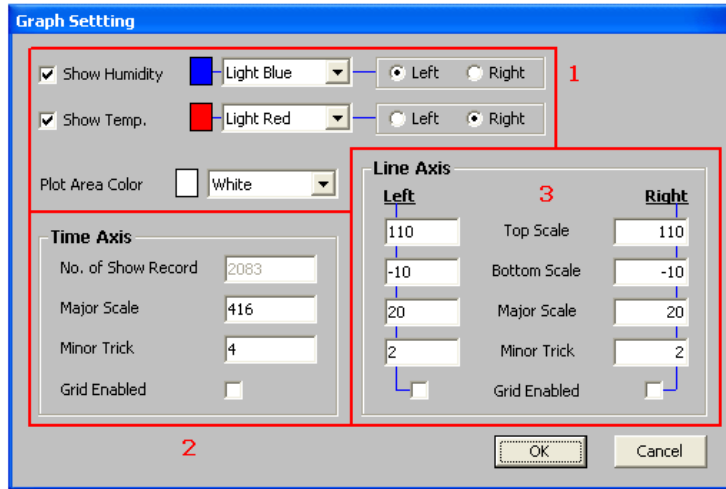 Graph Settting
Show Humidity Light Blue Left Right 1
Show Temp. Light Red Left Right
Plot Area Color White
Line Axis
Left 3 Right
110 Top Scale 110
-10 Bottom Scale -10
20 Major Scale 20
2 Minor Trick 2
Grid Enabled
Time Axis
No. of Show Record 2083
Major Scale 416
Minor Trick 4
Grid Enabled
2
OK Cancel